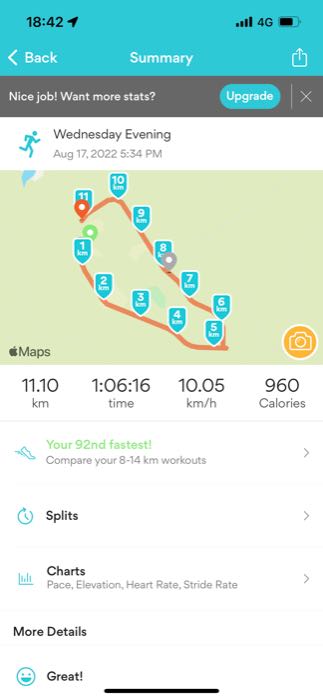 18:42 4G
Back Summary
Nice job! Want more stats? Upgrade
Wednesday Evening
Aug 17, 2022 5:34 PM
10 km
11
9 km
1 km
8 km
2 km
7 km
3 km
6 km
4 km
5 km
Maps
11.10 1:06:16 10.05 960
km time km/h Calories
Your 92nd fastest!
Compare your 8-14 km workouts
Splits
Charts
Pace, Elevation, Heart Rate, Stride Rate
More Details
Great!